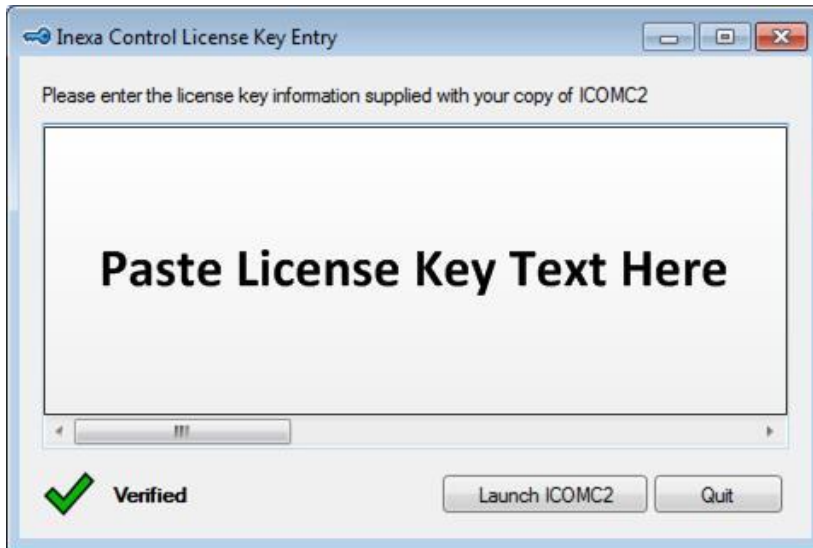 Inexa Control License Key Entry
Please enter the license key information supplied with your copy of ICOMC2
Paste License Key Text Here
Verified
Launch ICOMC2
Quit